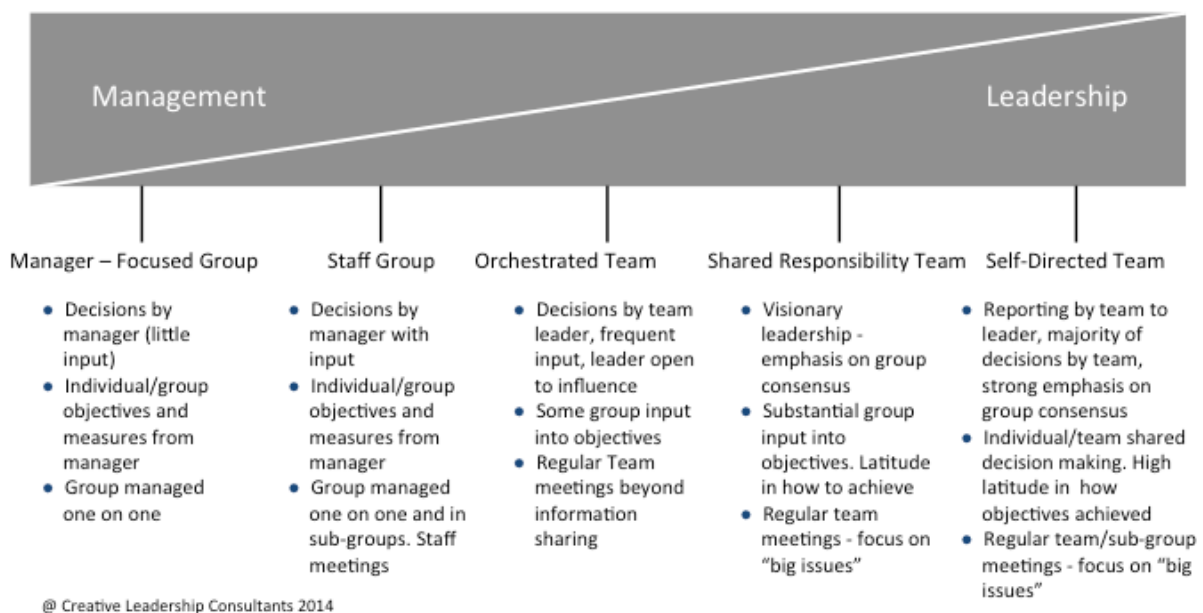 Management
Leadership
Manager – Focused Group
Staff Group
Orchestrated Team
Shared Responsibility Team
Self-Directed Team
• Decisions by
manager (little
input)
• Individual/group
objectives and
measures from
manager
• Group managed
one on one
• Decisions by
manager with
input
• Individual/group
objectives and
measures from
manager
• Group managed
one on one and in
sub-groups. Staff
meetings
• Decisions by team
leader, frequent
input, leader open
to influence
• Some group input
into objectives
• Regular Team
meetings beyond
information
sharing
• Visionary
leadership -
emphasis on group
consensus
• Substantial group
input into
objectives. Latitude
in how to achieve
• Regular team
meetings - focus on
“big issues”
• Reporting by team to
leader, majority of
decisions by team,
strong emphasis on
group consensus
• Individual/team shared
decision making. High
latitude in how
objectives achieved
• Regular team/sub-group
meetings - focus on “big
issues”
@ Creative Leadership Consultants 2014